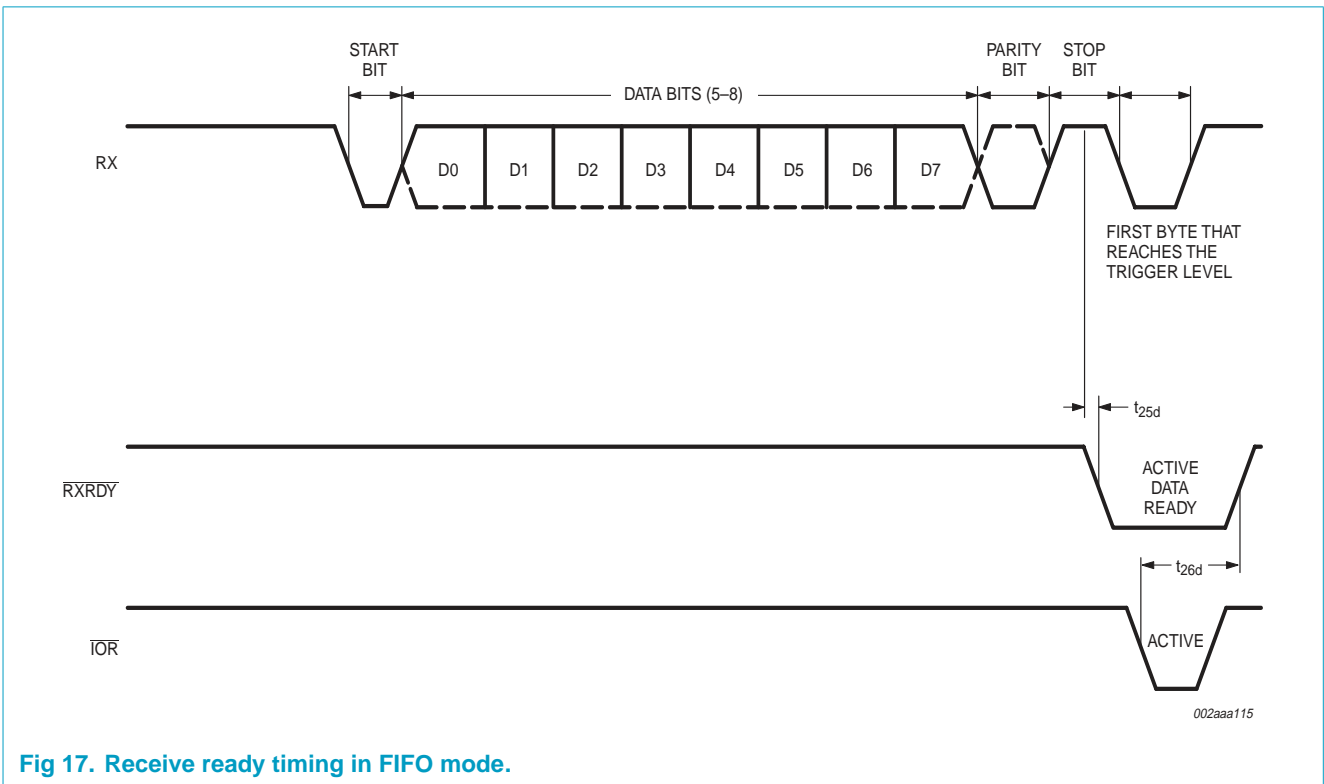 START
BIT
DATA BITS (5–8)
PARITY
BIT
STOP
BIT
RX
D0 D1 D2 D3 D4 D5 D6 D7
FIRST BYTE THAT
REACHES THE
TRIGGER LEVEL
t25d
RXRDY
ACTIVE
DATA
READY
t26d
IOR
ACTIVE
002aaa115
Fig 17. Receive ready timing in FIFO mode.